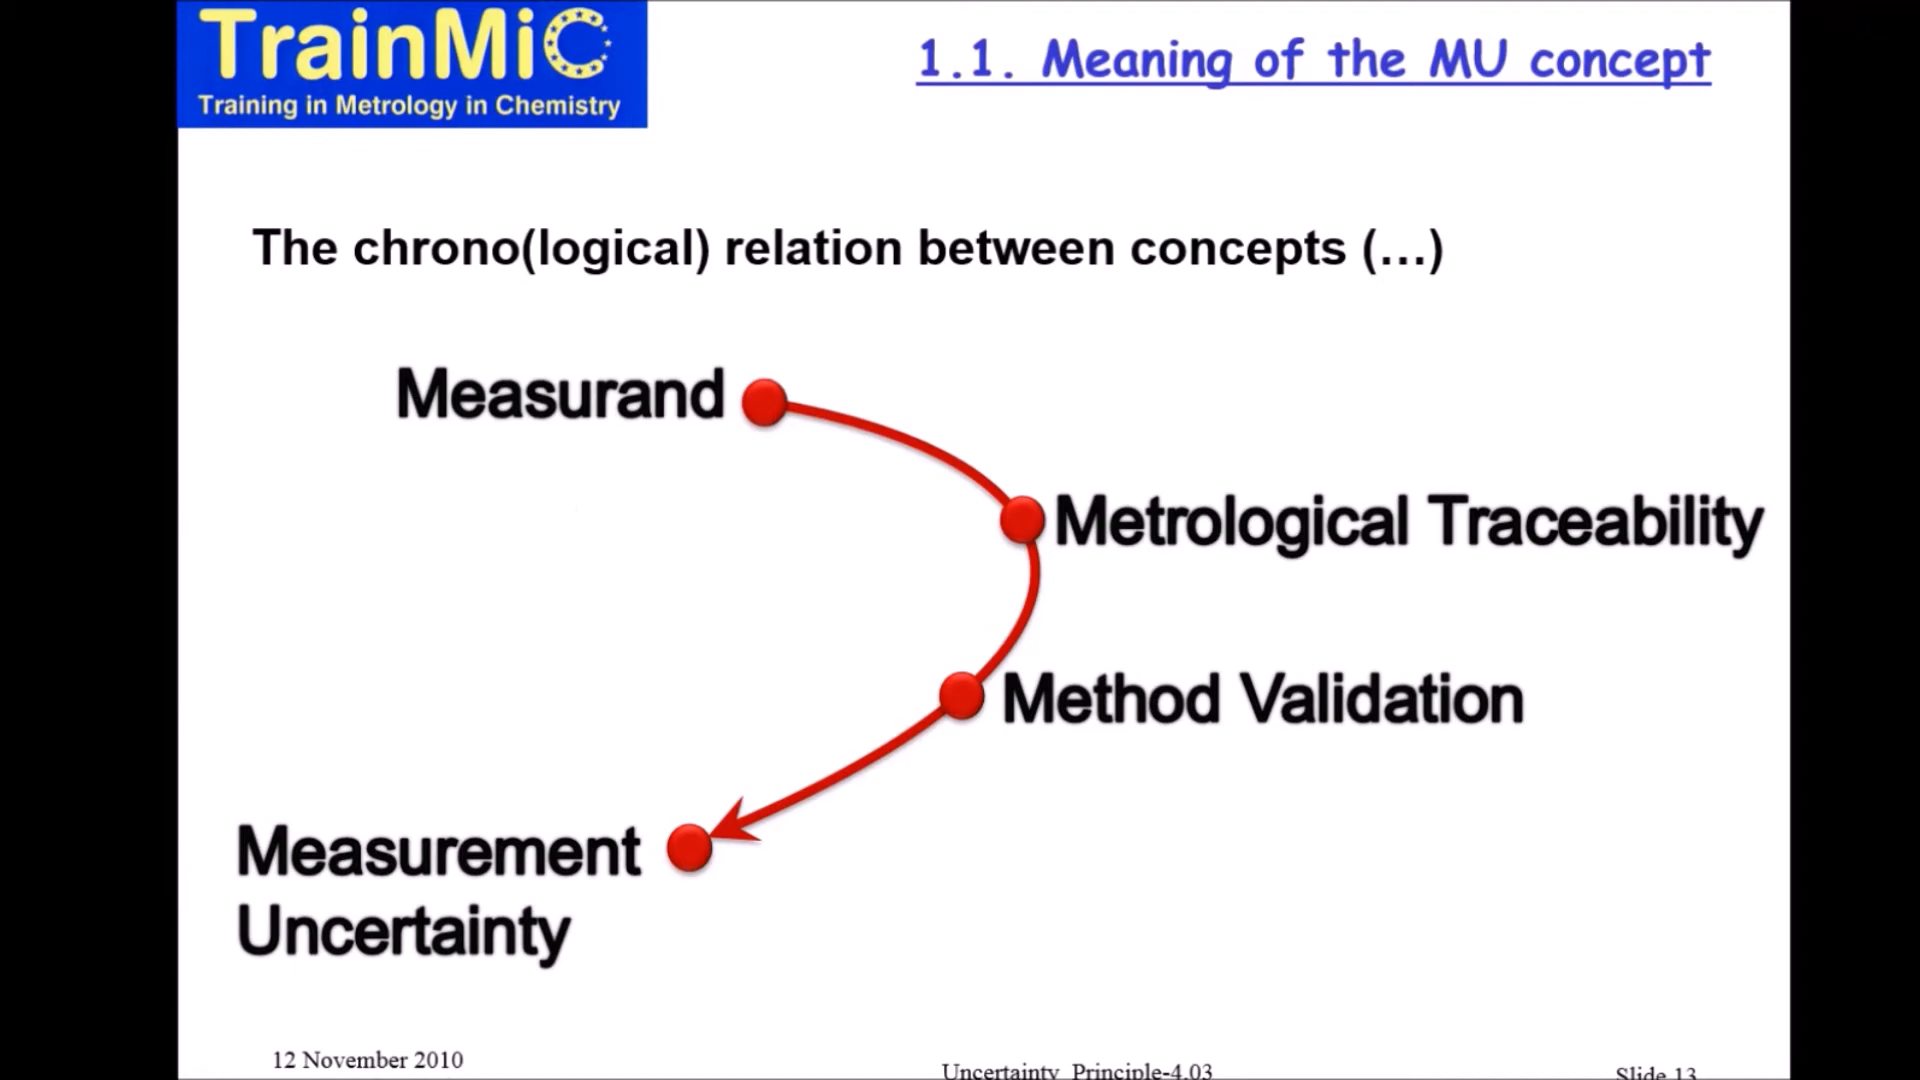 TrainMiC
Training in Metrology in Chemistry
1.1. Meaning of the MU concept
The chrono(logical) relation between concepts (…)
Measurand
Metrological Traceability
Method Validation
Measurement
Uncertainty
12 November 2010
Uncertainty_Principle-4.03
Slide 13